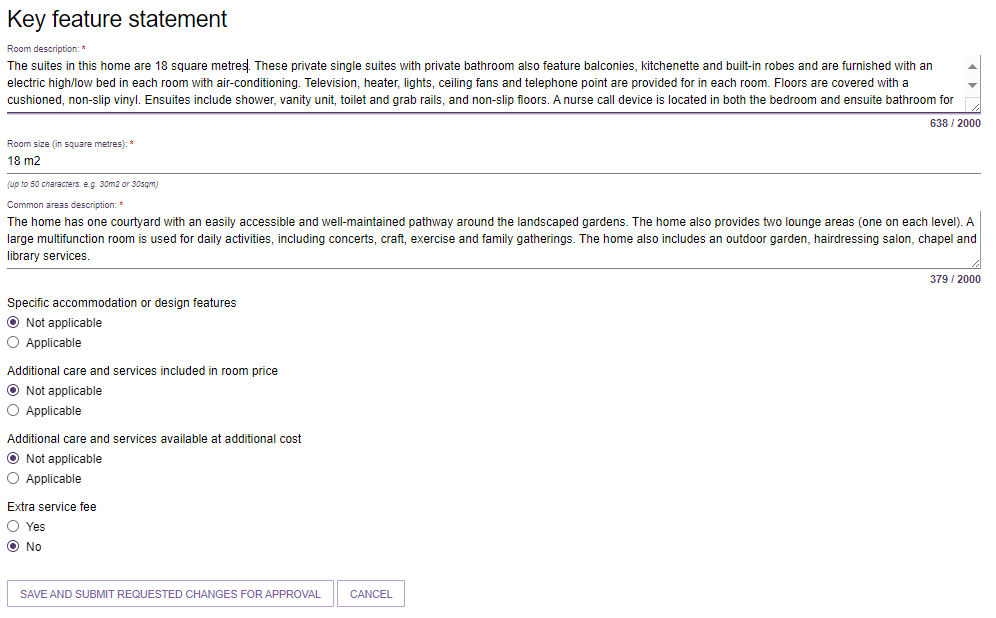 Key feature statement
Room description: *
The suites in this home are 18 square metres. These private single suites with private bathroom also feature balconies, kitchenette and built-in robes and are furnished with an
electric high/low bed in each room with air-conditioning. Television, heater, lights, ceiling fans and telephone point are provided for in each room. Floors are covered with a
cushioned, non-slip vinyl. Ensuites include shower, vanity unit, toilet and grab rails, and non-slip floors. A nurse call device is located in both the bedroom and ensuite bathroom for
638 / 2000
Room size (in square metres): *
18 m2
(up to 50 characters. e.g. 30m2 or 30sqm)
Common areas description: *
The home has one courtyard with an easily accessible and well-maintained pathway around the landscaped gardens. The home also provides two lounge areas (one on each level). A
large multifunction room is used for daily activities, including concerts, craft, exercise and family gatherings. The home also includes an outdoor garden, hairdressing salon, chapel and
library services.
379 / 2000
Specific accommodation or design features
Not applicable
Applicable
Additional care and services included in room price
Not applicable
Applicable
Additional care and services available at additional cost
Not applicable
Applicable
Extra service fee
Yes
No
SAVE AND SUBMIT REQUESTED CHANGES FOR APPROVAL CANCEL